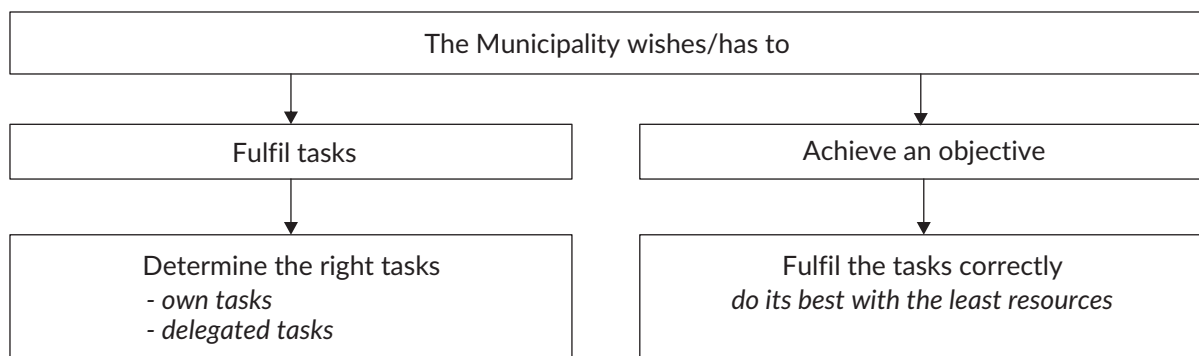 The Municipality wishes/has to
Fulfil tasks
Achieve an objective
Determine the right tasks
- own tasks
- delegated tasks
Fulfil the tasks correctly
do its best with the least resources